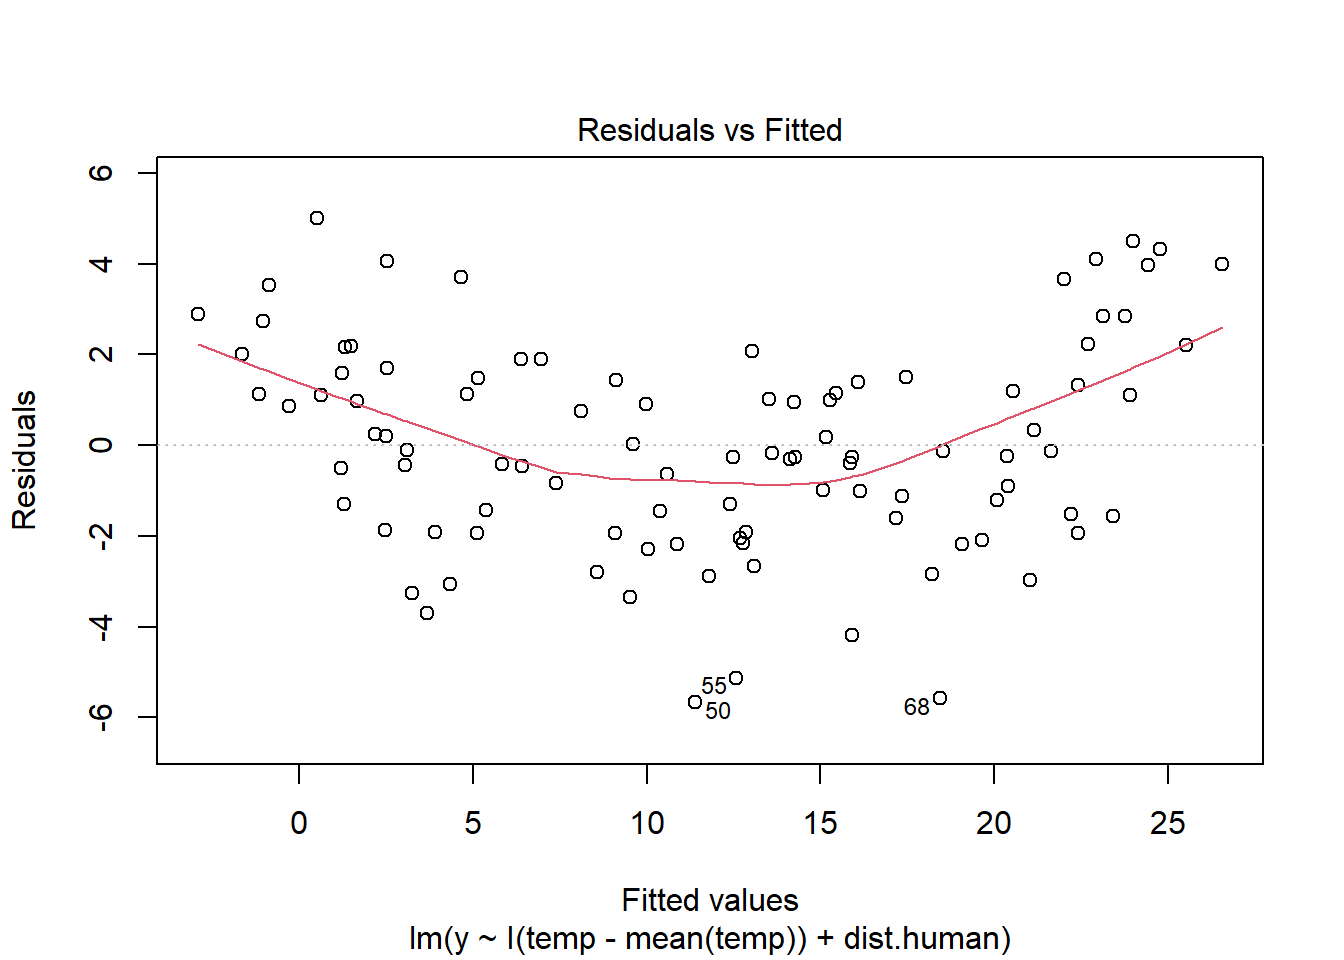 Residuals vs Fitted
Residuals
6
4
2
0
-2
-4
-6
55
50
68
0 5 10 15 20 25
Fitted values
lm(y ~ I(temp - mean(temp)) + dist.human)